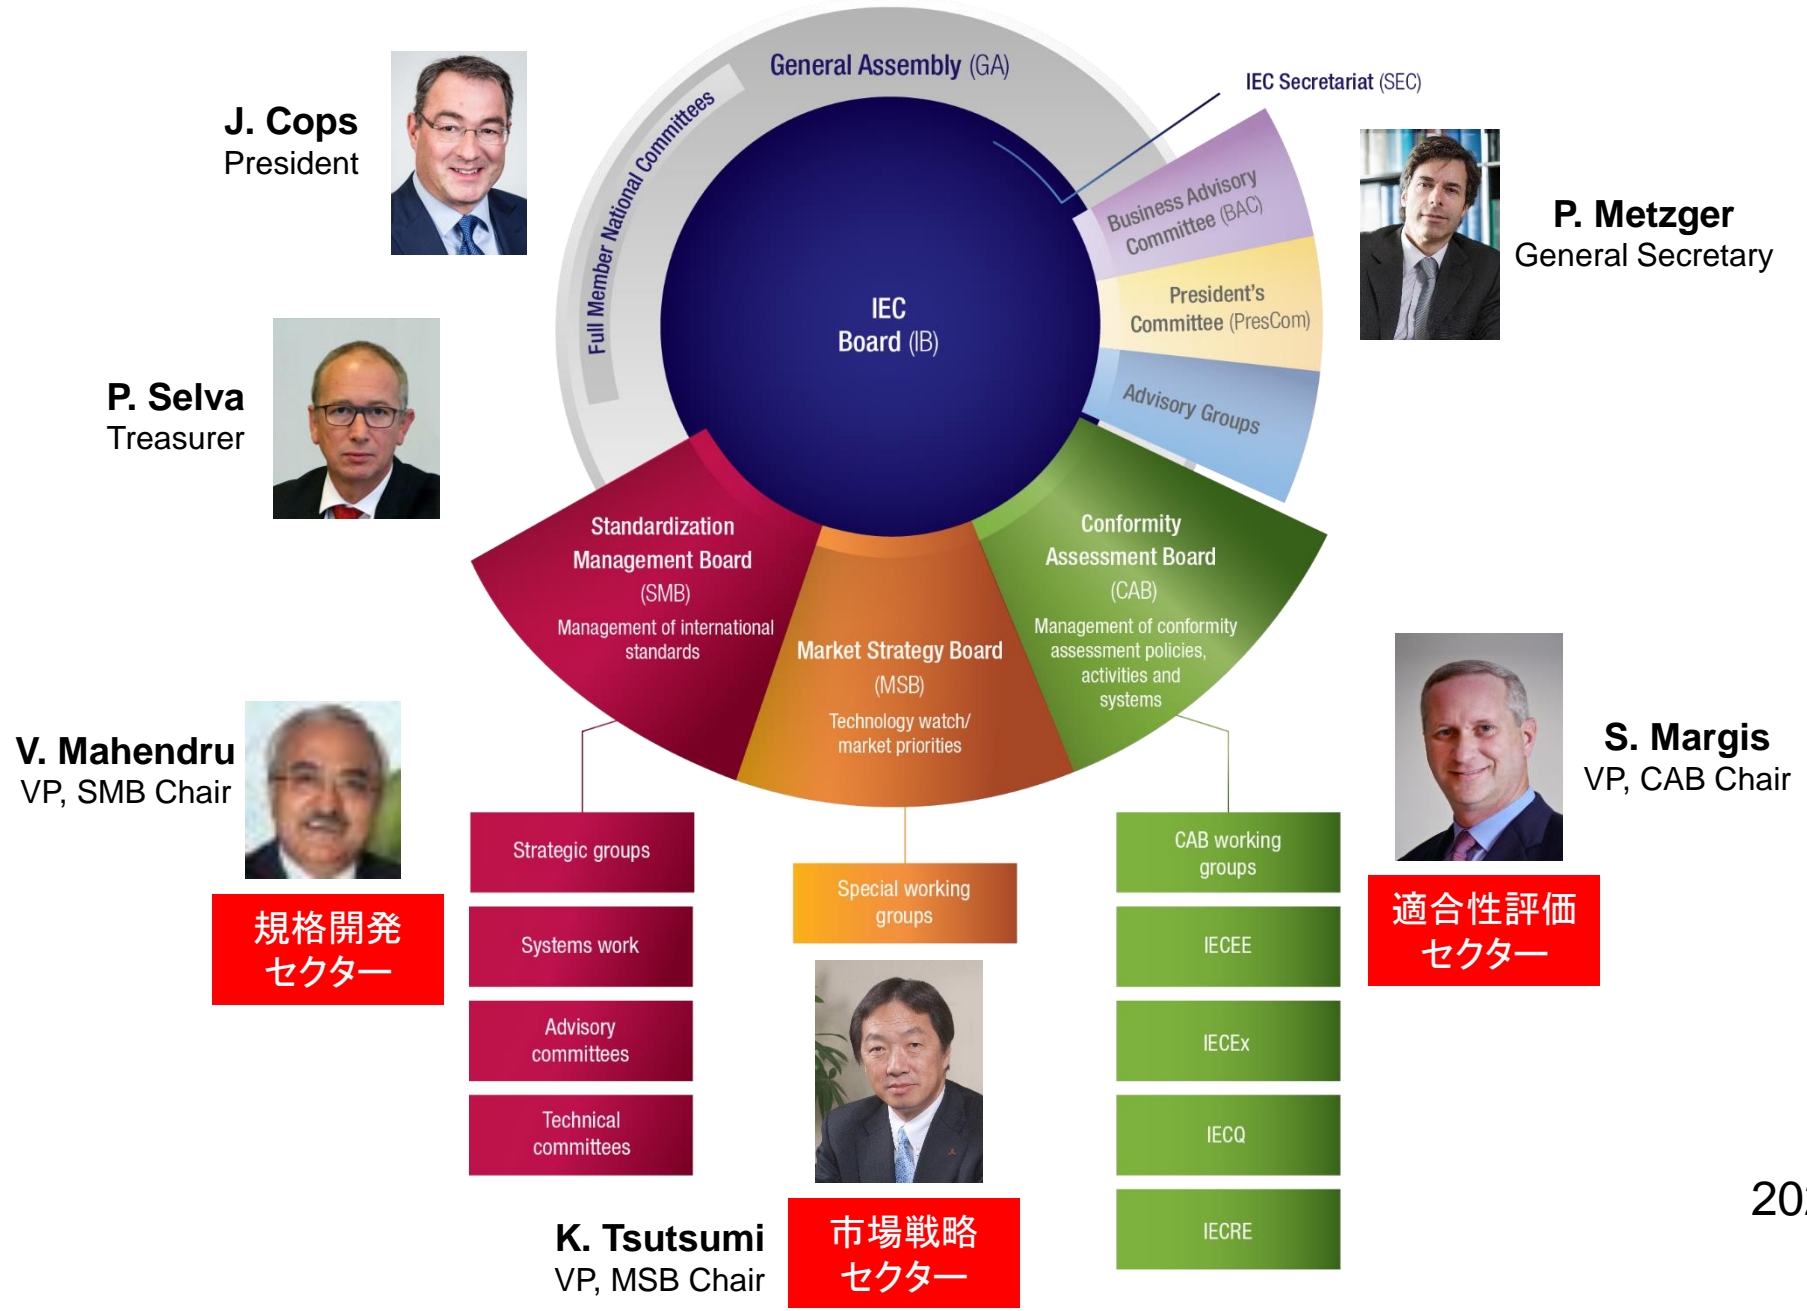 General Assembly (GA)
IEC Secretariat (SEC)
J. Cops
President
Full Member National Committees
Business Advisory
Committee (BAC)
P. Metzger
General Secretary
President's
Committee (PresCom)
IEC
Board (IB)
P. Selva
Treasurer
Advisory Groups
Standardization
Management Board
(SMB)
Management of international
standards
Market Strategy Board
(MSB)
Technology watch/
market priorities
Conformity
Assessment Board
(CAB)
Management of conformity
assessment policies,
activities and
systems
V. Mahendru
VP, SMB Chair
S. Margis
VP, CAB Chair
規格開発
セクター
適合性評価
セクター
Strategic groups
Systems work
Advisory
committees
Technical
committees
Special working
groups
CAB working
groups
IECEE
IECEx
IECQ
IECRE
K. Tsutsumi
VP, MSB Chair
市場戦略
セクター